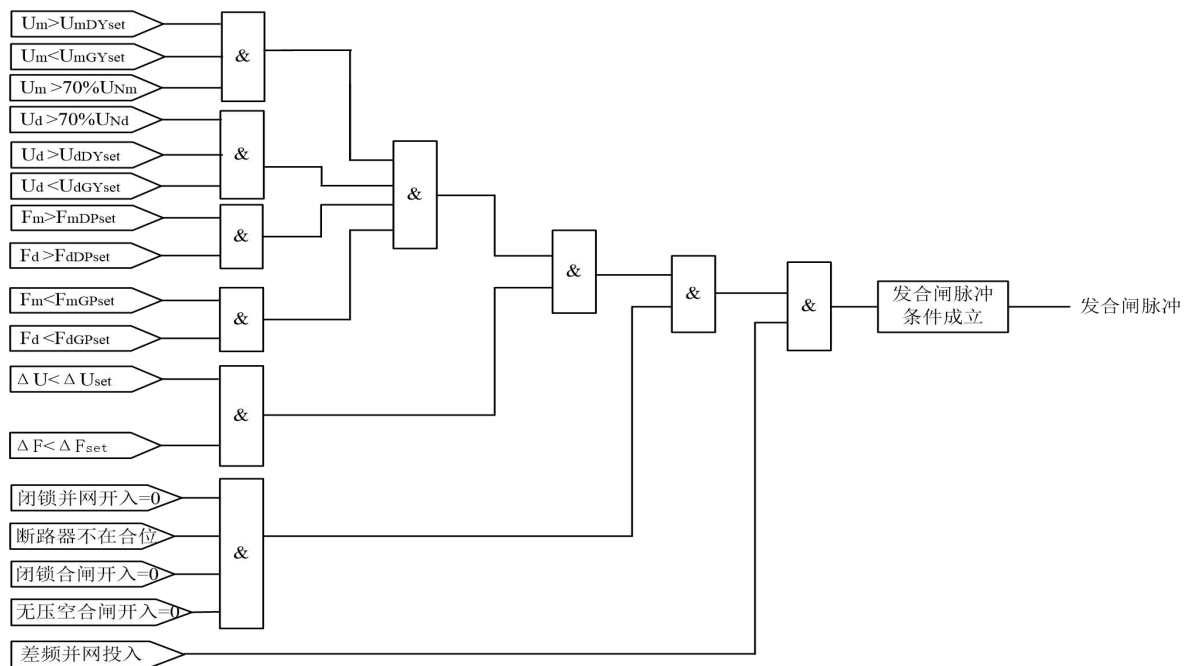 Um>UmDYset
Um<UmGYset
Um >70%UNm
&
Ud >70%UNd
Ud >UdDYset
Ud <UdGYset
&
Fm>FmDPset
Fd >FdDPset
&
Fm<FmGPset
Fd <FdGPset
&
&
ΔU<ΔUset
ΔF<ΔFset
&
&
闭锁并网开入=0
断路器不在合位
闭锁合闸开入=0
无压空合闸开入=0
&
&
差频并网投入
&
发合闸脉冲
条件成立
发合闸脉冲